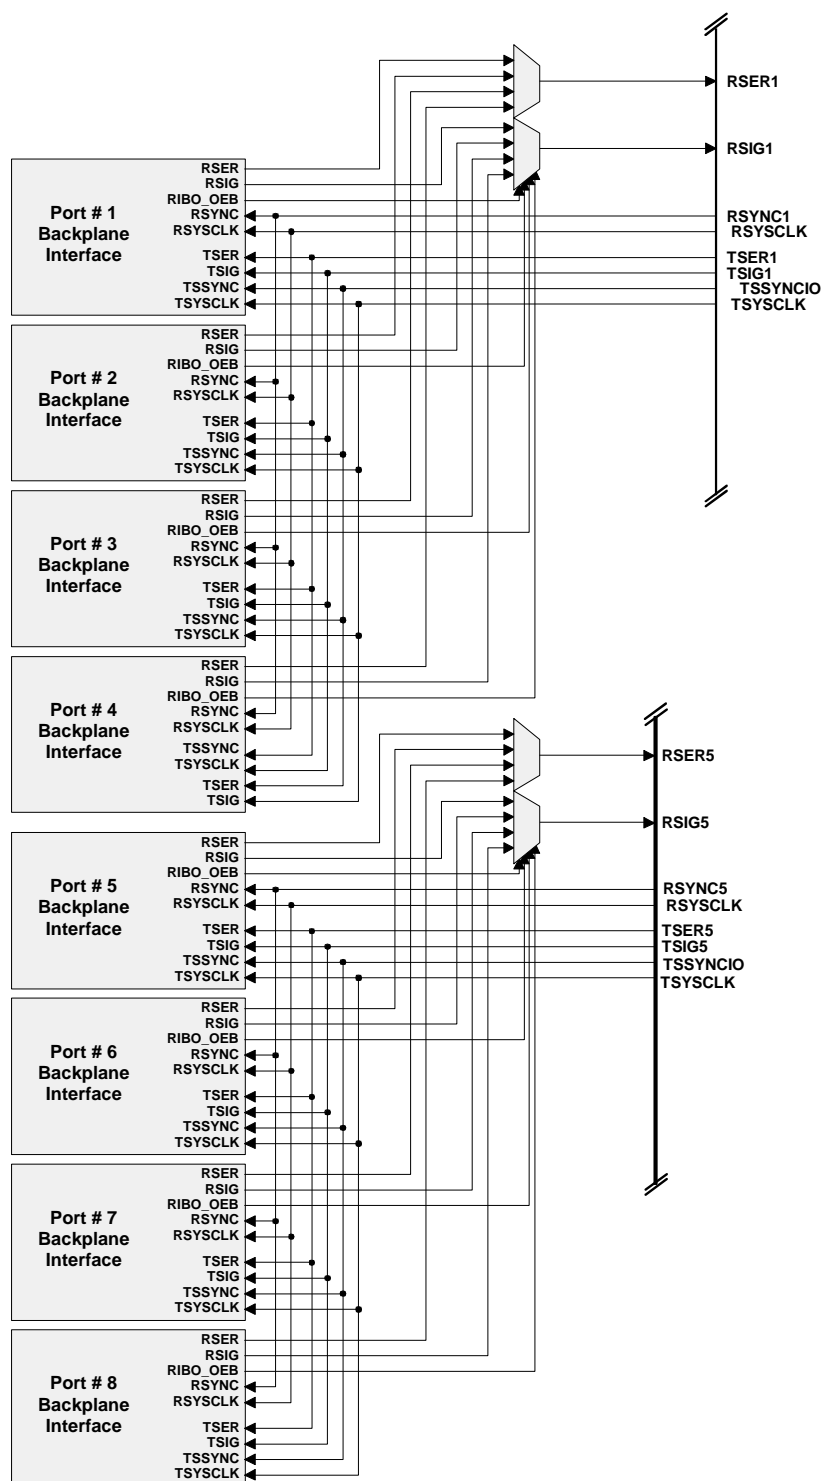 RSER1
RSIG1
Port # 1
Backplane
Interface
RSER
RSIG
RIBO_OEB
RSYNC
RSYSCLK
TSER
TSIG
TSSYNC
TSYSCLK
RSYNC1
RSYSCLK
TSER1
TSIG1
TSSYNCIO
TSYSCLK
Port # 2
Backplane
Interface
RSER
RSIG
RIBO_OEB
RSYNC
RSYSCLK
TSER
TSIG
TSSYNC
TSYSCLK
Port # 3
Backplane
Interface
RSER
RSIG
RIBO_OEB
RSYNC
RSYSCLK
TSER
TSIG
TSSYNC
TSYSCLK
Port # 4
Backplane
Interface
RSER
RSIG
RIBO_OEB
RSYNC
RSYSCLK
TSSYNC
TSYSCLK
TSER
TSIG
RSER5
RSIG5
Port # 5
Backplane
Interface
RSER
RSIG
RIBO_OEB
RSYNC
RSYSCLK
TSER
TSIG
TSSYNC
TSYSCLK
RSYNC5
RSYSCLK
TSER5
TSIG5
TSSYNCIO
TSYSCLK
Port # 6
Backplane
Interface
RSER
RSIG
RIBO_OEB
RSYNC
RSYSCLK
TSER
TSIG
TSSYNC
TSYSCLK
Port # 7
Backplane
Interface
RSER
RSIG
RIBO_OEB
RSYNC
RSYSCLK
TSER
TSIG
TSSYNC
TSYSCLK
Port # 8
Backplane
Interface
RSER
RSIG
RIBO_OEB
RSYNC
RSYSCLK
TSER
TSIG
TSSYNC
TSYSCLK